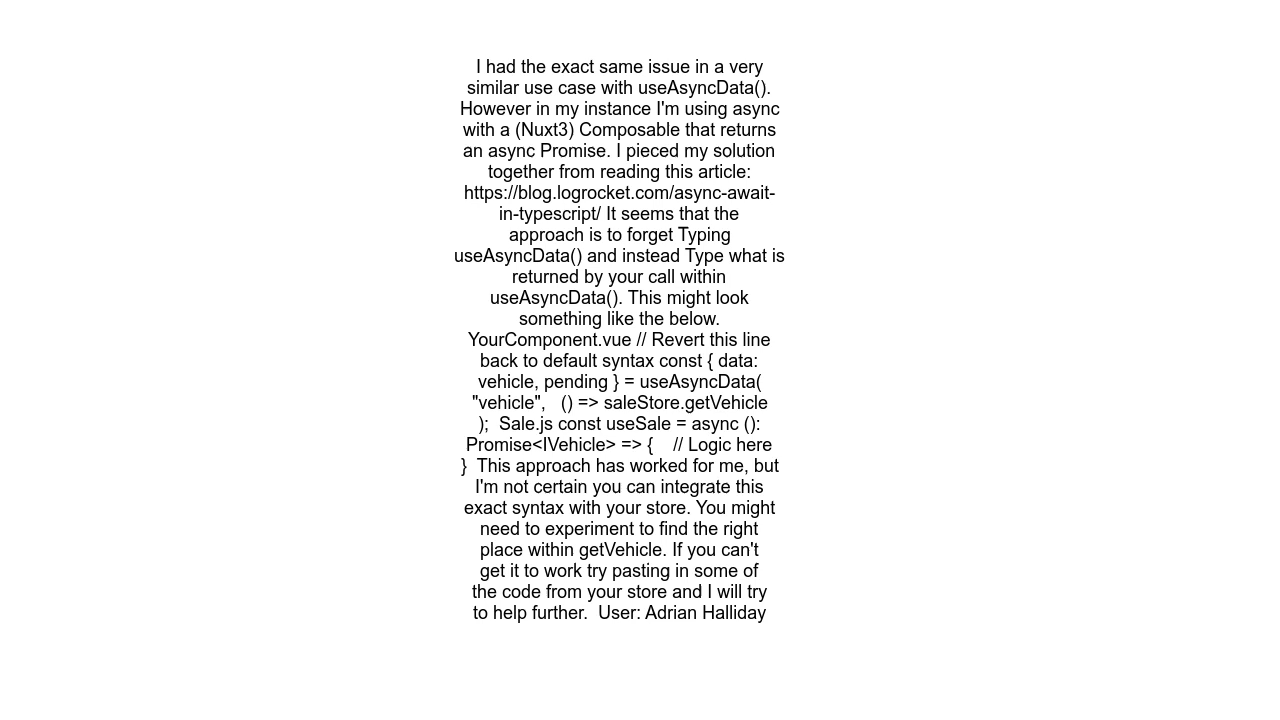 I had the exact same issue in a very
similar use case with useAsyncData().
However in my instance I'm using async
with a (Nuxt3) Composable that returns
an async Promise. I pieced my solution
together from reading this article:
https://blog.logrocket.com/async-await-
in-typescript/ It seems that the
approach is to forget Typing
useAsyncData() and instead Type what is
returned by your call within
useAsyncData(). This might look
something like the below.
YourComponent.vue // Revert this line
back to default syntax const { data:
vehicle, pending } = useAsyncData(
"vehicle",   () => saleStore.getVehicle
);  Sale.js const useSale = async ():
Promise<IVehicle> => {    // Logic here
}  This approach has worked for me, but
I'm not certain you can integrate this
exact syntax with your store. You might
need to experiment to find the right
place within getVehicle. If you can't
get it to work try pasting in some of
the code from your store and I will try
to help further.  User: Adrian Halliday